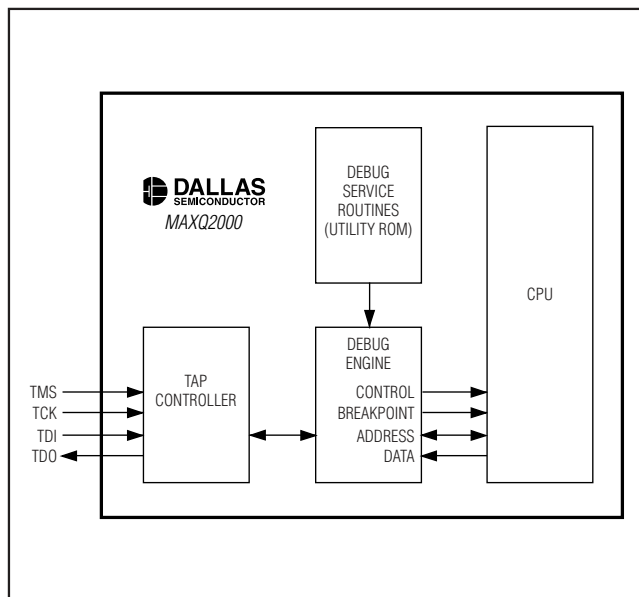 DALLAS
SEMICONDUCTOR
MAXQ2000
DEBUG
SERVICE
ROUTINES
(UTILITY ROM)
CPU
TAP
CONTROLLER
DEBUG
ENGINE
TMS
TCK
TDI
TDO
CONTROL
BREAKPOINT
ADDRESS
DATA